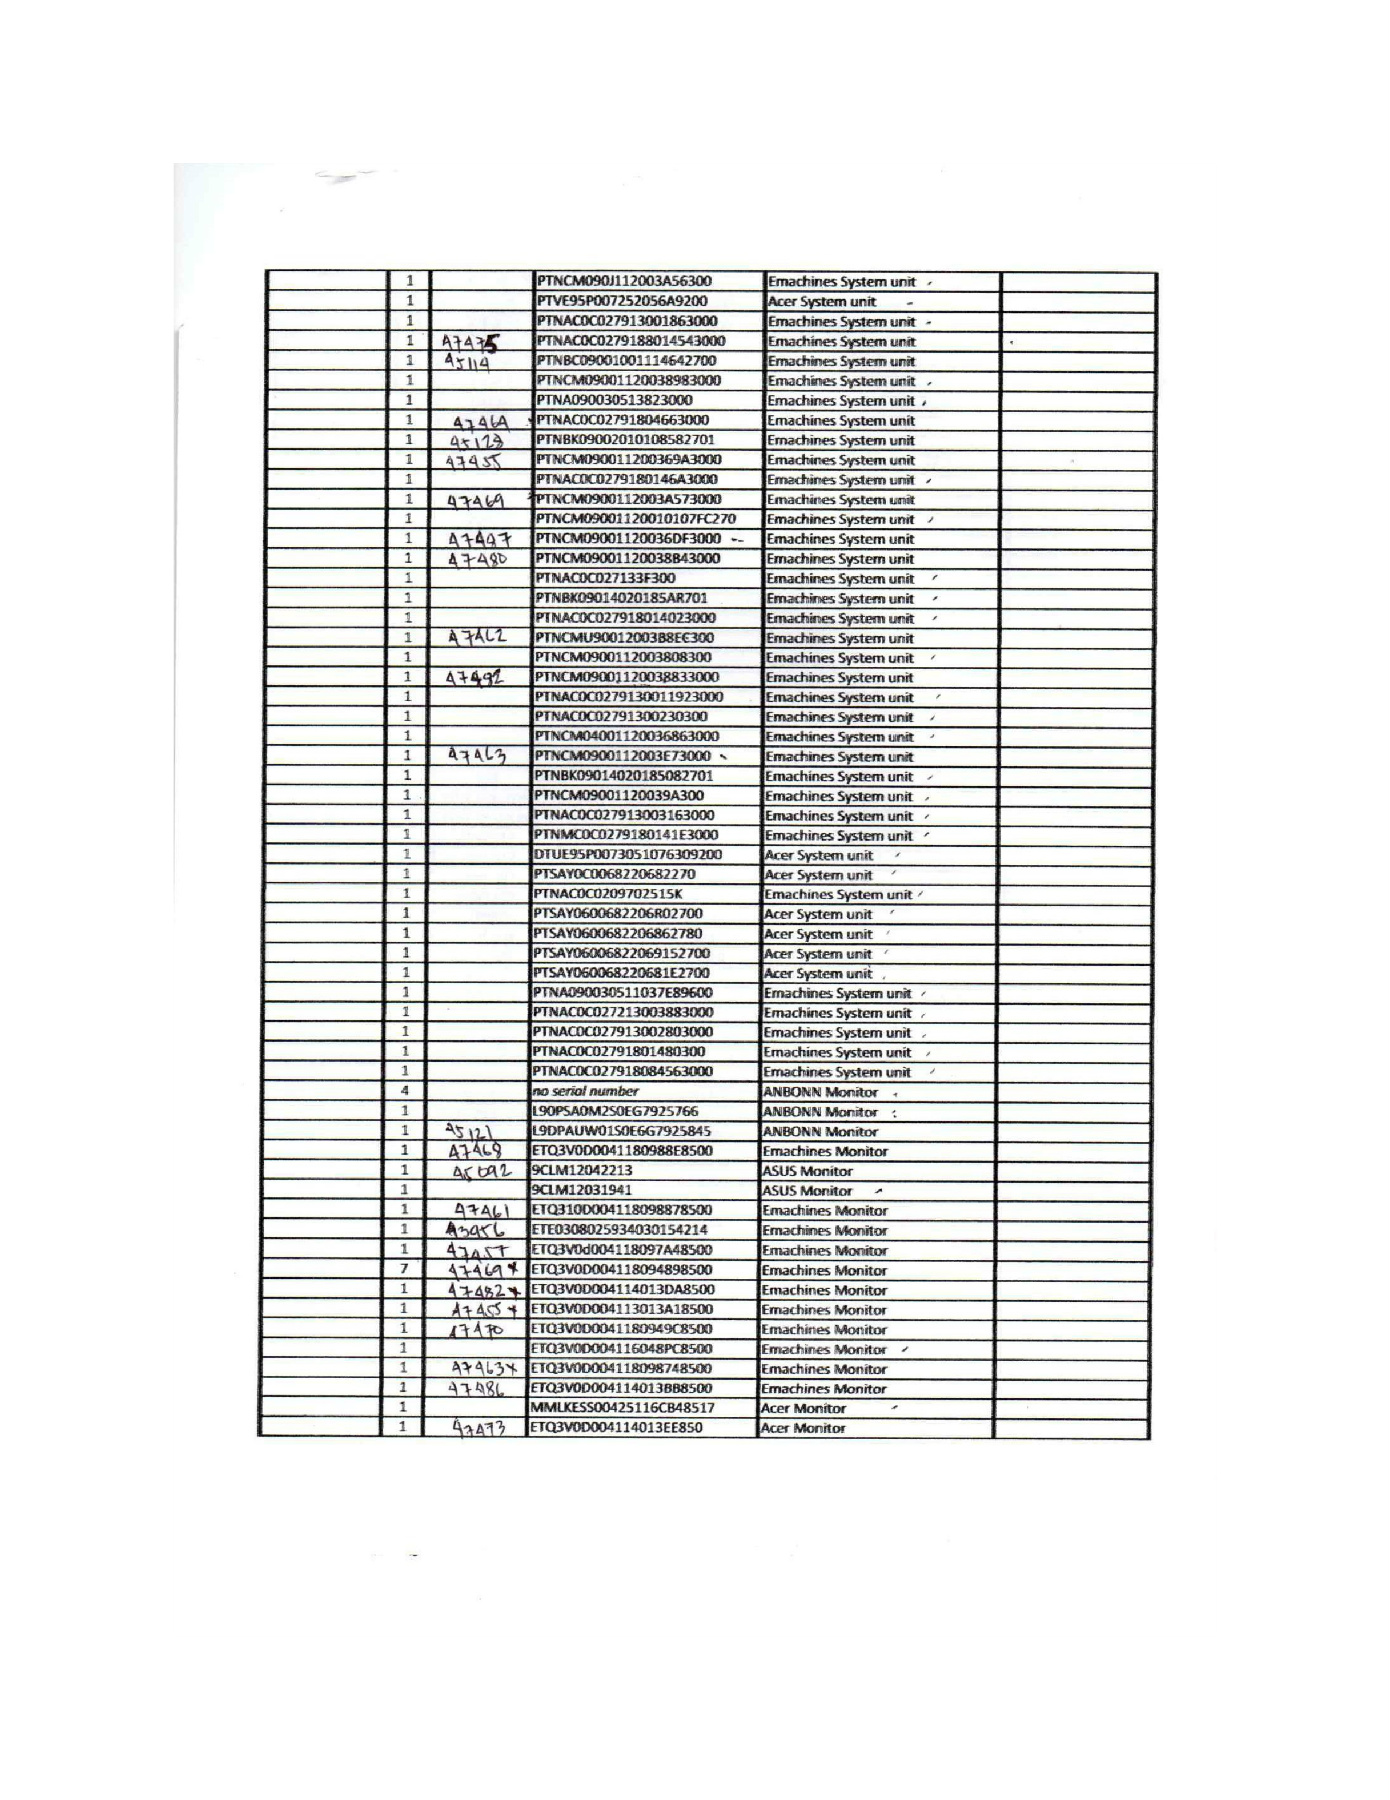 1 PTNCM090J112003A56300 Emachines System unit
1 PTVE95P007252056A9200 Acer System unit
1 PTNAC0C027913001863000 Emachines System unit
1 A7475 PTNAC0C0279188014543000 Emachines System unit
1 45114 PTNBC09001001114642700 Emachines System unit
1 PTNCM09001120038983000 Emachines System unit
1 PTNA090030513823000 Emachines System unit
1 47464 PTNAC0C02791804663000 Emachines System unit
1 45128 PTNBK09002010108582701 Emachines System unit
1 47455 PTNCM090011200369A3000 Emachines System unit
1 PTNAC0C0279180146A3000 Emachines System unit
1 47469 PTNCM0900112003A573000 Emachines System unit
1 PTNCM09001120010107FC270 Emachines System unit
1 47487 PTNCM09001120036DF3000 Emachines System unit
1 47480 PTNCM09001120038B43000 Emachines System unit
1 PTNAC0C027133F300 Emachines System unit
1 PTNBK09014020185AR701 Emachines System unit
1 PTNAC0C027918014023000 Emachines System unit
1 47462 PTNCMU90012003B8EC300 Emachines System unit
1 PTNCM0900112003808300 Emachines System unit
1 47482 PTNCM09001120038833000 Emachines System unit
1 PTNAC0C0279130011923000 Emachines System unit
1 PTNAC0C02791300230300 Emachines System unit
1 PTNCM04001120036863000 Emachines System unit
1 47463 PTNCM0900112003E73000 Emachines System unit
1 PTNBK09014020185082701 Emachines System unit
1 PTNCM09001120039A300 Emachines System unit
1 PTNAC0C027913003163000 Emachines System unit
1 PTNMC0C0279180141E3000 Emachines System unit
1 DTUE95P0073051076309200 Acer System unit
1 PTSAY0C0068220682270 Acer System unit
1 PTNAC0C0209702515K Emachines System unit
1 PTSAY0600682206R02700 Acer System unit
1 PTSAY0600682206862780 Acer System unit
1 PTSAY06006822069152700 Acer System unit
1 PTSAY060068220681E2700 Acer System unit
1 PTNA090030511037E89600 Emachines System unit
1 PTNAC0C027213003883000 Emachines System unit
1 PTNAC0C027913002803000 Emachines System unit
1 PTNAC0C02791801480300 Emachines System unit
1 PTNAC0C027918084563000 Emachines System unit
4 no serial number ANBONN Monitor
1 L90PSA0M2S0EG7925766 ANBONN Monitor
1 45121 L9DPAUW01S0E6G7925845 ANBONN Monitor
1 47468 ETQ3V0D0041180988E8500 Emachines Monitor
1 45092 9CLM12042213 ASUS Monitor
1 9CLM12031941 ASUS Monitor
1 47461 ETQ310D004118098878500 Emachines Monitor
1 43956 ETE0308025934030154214 Emachines Monitor
1 47457 ETQ3V0d004118097A48500 Emachines Monitor
7 47469 x ETQ3V0D004118094898500 Emachines Monitor
1 47482 x ETQ3V0D004114013DA8500 Emachines Monitor
1 47455 x ETQ3V0D004113013A18500 Emachines Monitor
1 47470 ETQ3V0D0041180949C8500 Emachines Monitor
1 ETQ3V0D004116048PC8500 Emachines Monitor
1 47463 x ETQ3V0D004118098748500 Emachines Monitor
1 47486 ETQ3V0D004114013BB8500 Emachines Monitor
1 MMLKESS00425116CB48517 Acer Monitor
1 47473 ETQ3V0D004114013EE850 Acer Monitor